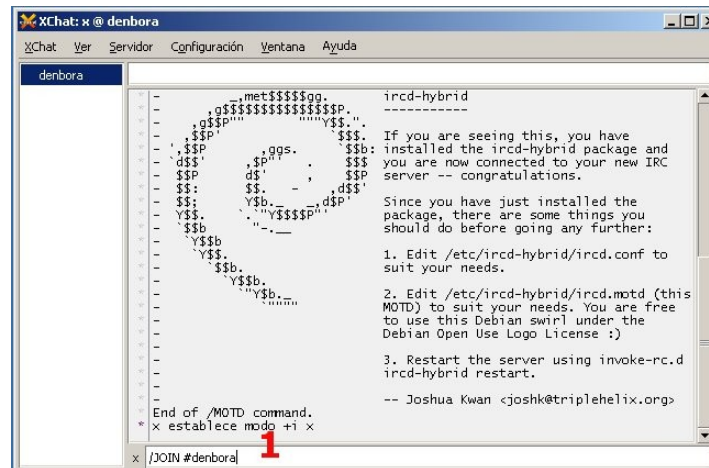 XChat: x @ denbora
XChat Ver Servidor Configuración Ventana Ayuda
denbora
- _,met$$$$$gg. ircd-hybrid
- ,g$$$$$$$$$$$$$$$P. -----------
- ,g$$P"" """Y$$.".
- ,$$P' `$$$. If you are seeing this, you have
- ',$$P ,ggs. `$$b: installed the ircd-hybrid package and
- `d$$' ,$P"' . $$$ you are now connected to your new IRC
- $$P d$' , $$P server -- congratulations.
- $$: $$. - ,d$$'
- $$; Y$b._ _,d$P' Since you have just installed the
- Y$$. `.`"Y$$$$P"' package, there are some things you
- `$$b "-.__ should do before going any further:
- `Y$$b
- `Y$$. 1. Edit /etc/ircd-hybrid/ircd.conf to
- `$$b. suit your needs.
- `Y$$b.
- `"Y$b._ 2. Edit /etc/ircd-hybrid/ircd.motd (this
- `"""" MOTD) to suit your needs. You are free
- to use this Debian swirl under the
- Debian Open Use Logo License :)
-
- 3. Restart the server using invoke-rc.d
- ircd-hybrid restart.
-
- -- Joshua Kwan <joshk@triplehelix.org>
* End of /MOTD command.
* x establece modo +i x
1
x /JOIN #denbora